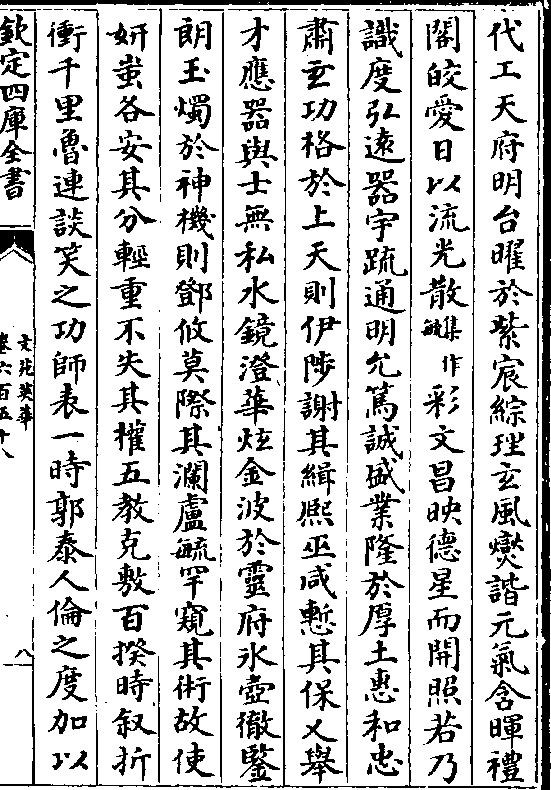 代工天府明台曜於紫宸綜理玄風爕諧元氣含暉禮
閣皎愛日以流光散集作敏彩文昌映德星而開照若乃
識度弘遠器宇疏通明允篤誠盛業隆於厚土惠和忠
肅玄功格於上天則伊陟謝其緝熙巫咸慙其保乂舉
才應器與士無私水鏡澄華炫金波於靈府氷壺徹鑒
朗玉燭於神機則鄧攸莫際其瀾盧毓罕窺其術故使
妍蚩各安其分輕重不失其權五教克敷百揆時叙折
衝千里魯連談笑之功師表一時郭泰人倫之度加以
欽定四庫全書
文苑英華
卷六百五十八
八